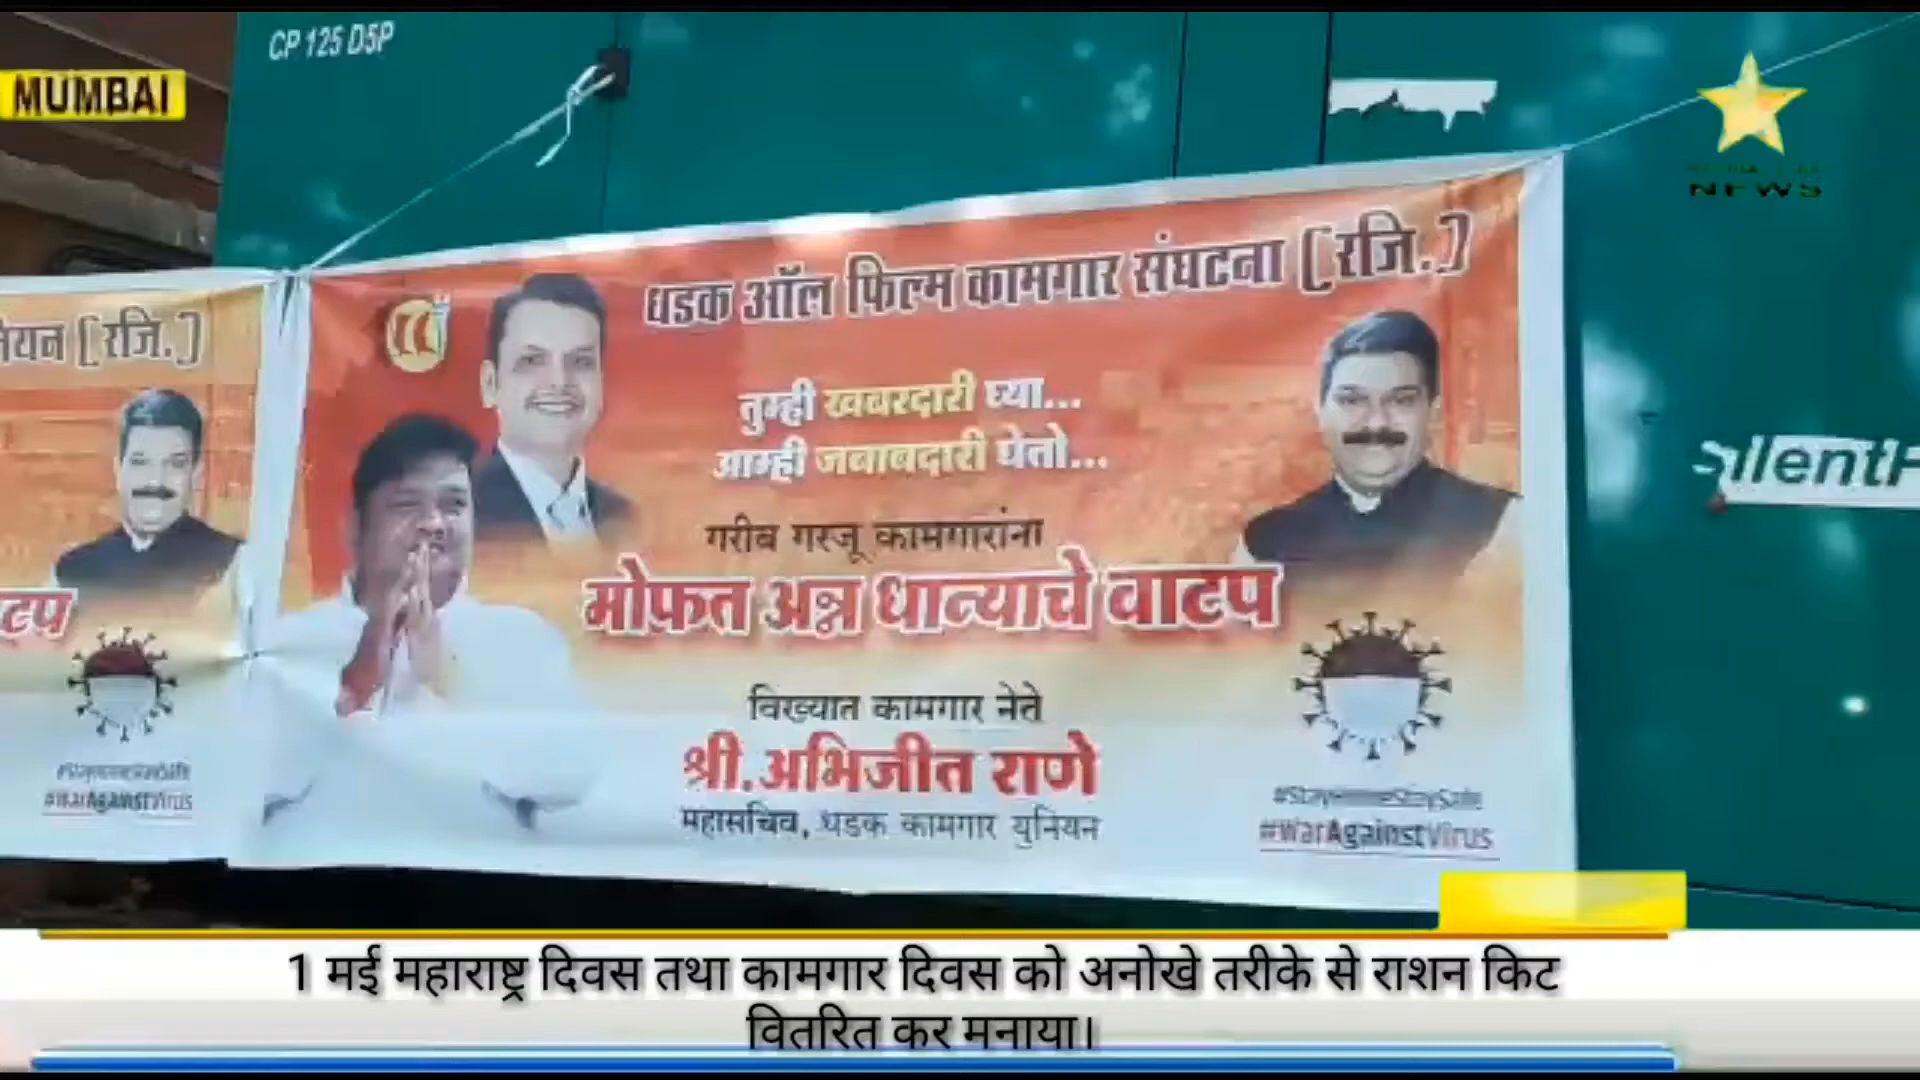 CP 125 D5P
MUMBAI
NEWS
धडक ऑल फिल्म कामगार संघटना (रजि.)
तुम्ही खबरदारी घ्या...
आम्ही जबाबदारी घेतो...
गरीब गरजू कामगारांना
मोफत अन्न धान्याचे वाटप
विख्यात कामगार नेते
श्री.अभिजीत राणे
महासचिव, धडक कामगार युनियन
#StayHomeStaySafe
#WarAgainstVirus
नियन (रजि.)
टप
#StayHomeStaySafe
#WarAgainstVirus
SilentP
1 मई महाराष्ट्र दिवस तथा कामगार दिवस को अनोखे तरीके से राशन किट
वितरित कर मनाया।